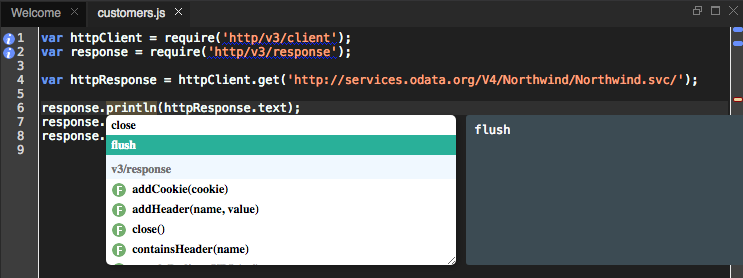 Welcome
customers.js
1 var httpClient = require('http/v3/client');
2 var response = require('http/v3/response');
3
4 var httpResponse = httpClient.get('http://services.odata.org/V4/Northwind/Northwind.svc/');
5
6 response.println(httpResponse.text);
7 response.
8 response.
9
close
flush
v3/response
F addCookie(cookie)
F addHeader(name, value)
F close()
F containsHeader(name)
flush